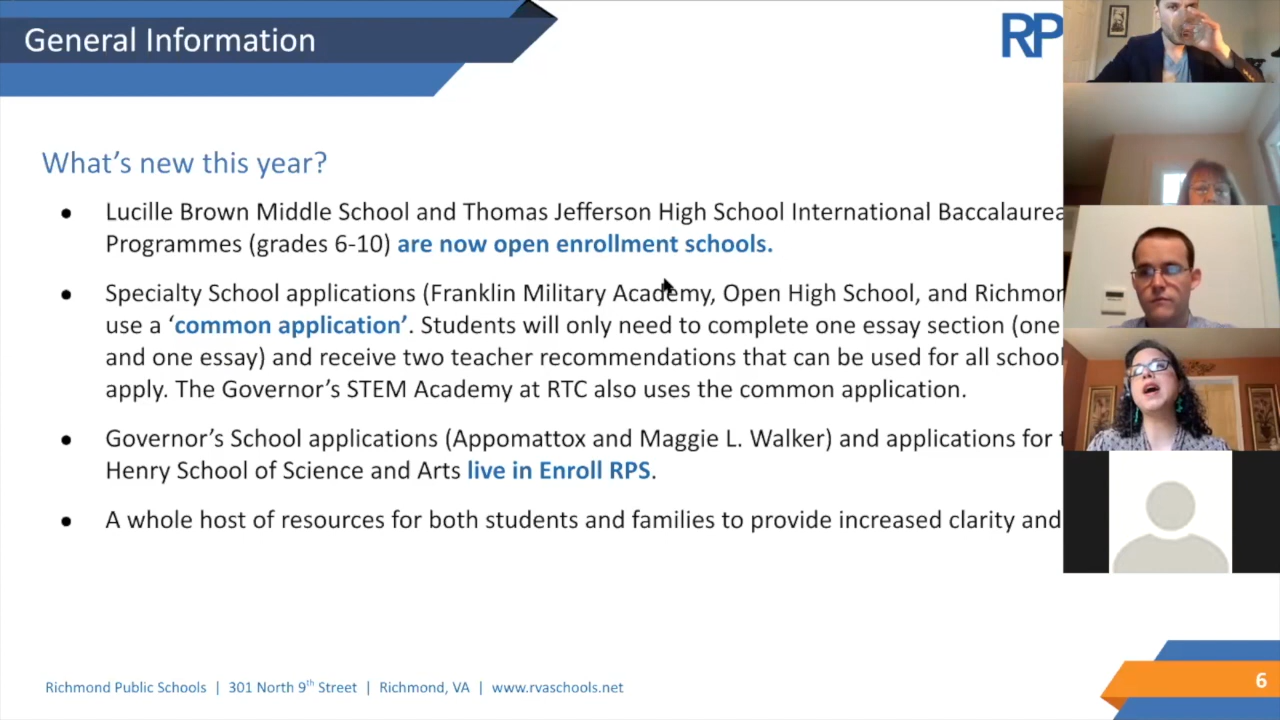 General Information
RP
What's new this year?
● Lucille Brown Middle School and Thomas Jefferson High School International
Programmes (grades 6-10) are now open enrollment schools.
● Specialty School applications (Franklin Military Academy, Open High School, and
use a 'common application'. Students will only need to complete one essay section (one
and one essay) and receive two teacher recommendations that can be used for all
apply. The Governor's STEM Academy at RTC also uses the common application.
● Governor's School applications (Appomattox and Maggie L. Walker) and applications for
Henry School of Science and Arts live in Enroll RPS.
● A whole host of resources for both students and families to provide increased clarity and
Richmond Public Schools | 301 North 9th Street | Richmond, VA | www.rvaschools.net
6